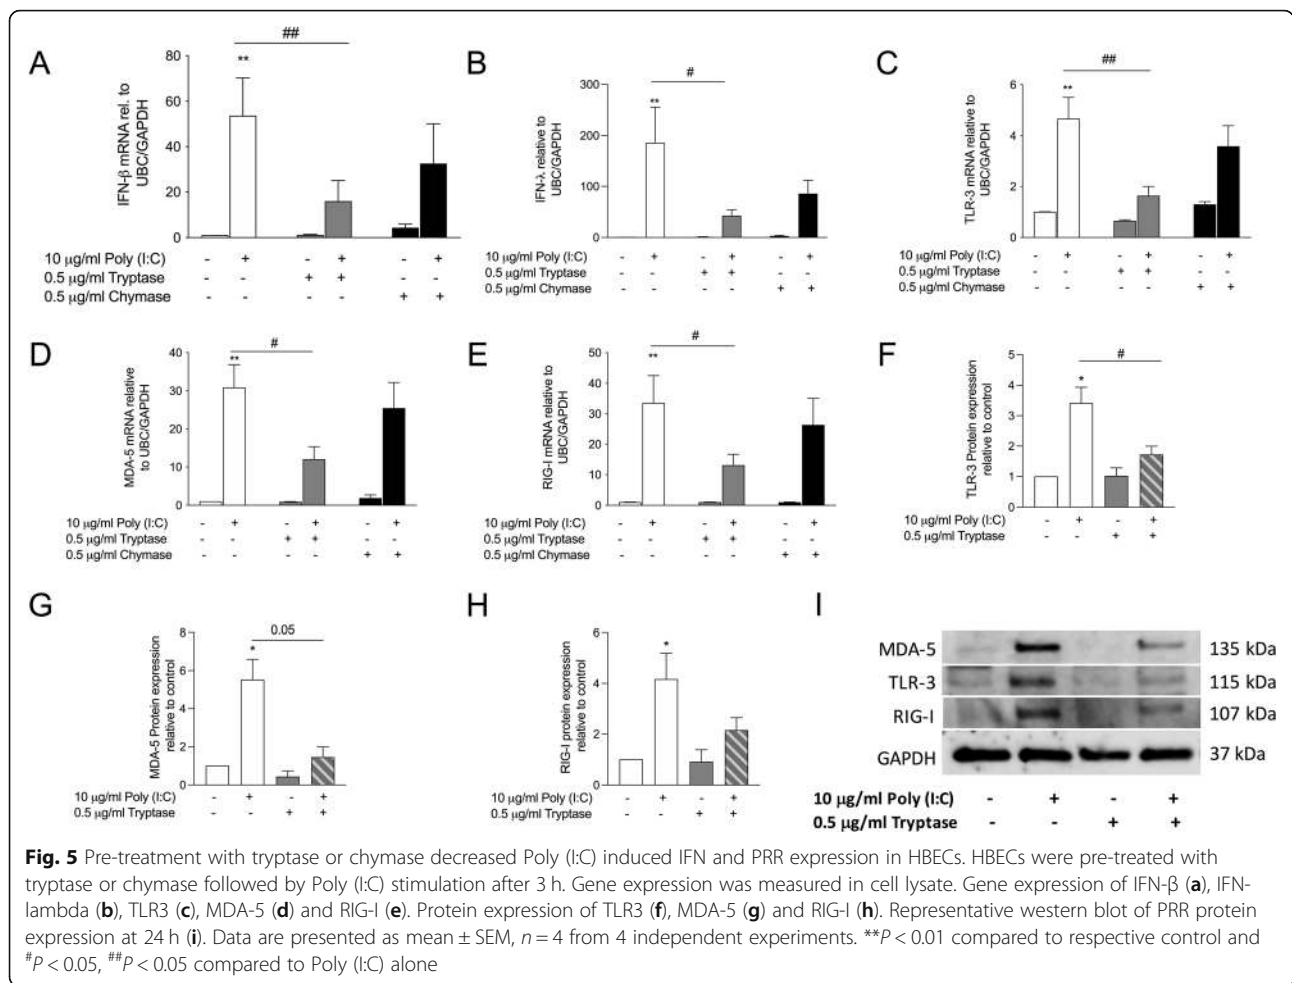 A
##
**
80
60
40
20
0
IFN-β mRNA rel. to
UBC/GAPDH
10 µg/ml Poly (I:C) - + - + - +
0.5 µg/ml Tryptase - - + + - -
0.5 µg/ml Chymase - - - - + +
B
#
**
300
200
100
0
IFN-λ relative to
UBC/GAPDH
10 µg/ml Poly (I:C) - + - + - +
0.5 µg/ml Tryptase - - + + - -
0.5 µg/ml Chymase - - - - + +
C
##
**
6
4
2
0
TLR-3 mRNA relative to
UBC/GAPDH
10 µg/ml Poly (I:C) - + - + - +
0.5 µg/ml Tryptase - - + + - -
0.5 µg/ml Chymase - - - - + +
D
#
**
40
30
20
10
0
MDA-5 mRNA relative
to UBC/GAPDH
10 µg/ml Poly (I:C) - + - + - +
0.5 µg/ml Tryptase - - + + - -
0.5 µg/ml Chymase - - - - + +
E
#
**
50
40
30
20
10
0
RIG-I mRNA relative to
UBC/GAPDH
10 µg/ml Poly (I:C) - + - + - +
0.5 µg/ml Tryptase - - + + - -
0.5 µg/ml Chymase - - - - + +
F
#
*
5
4
3
2
1
0
TLR-3 Protein expression
relative to control
10 µg/ml Poly (I:C) - + - +
0.5 µg/ml Tryptase - - + +
G
0.05
*
8
6
4
2
0
MDA-5 Protein expression
relative to control
10 µg/ml Poly (I:C) - + - +
0.5 µg/ml Tryptase - - + +
H
*
6
4
2
0
RIG-I protein expression
relative to control
10 µg/ml Poly (I:C) - + - +
0.5 µg/ml Tryptase - - + +
I
MDA-5 135 kDa
TLR-3 115 kDa
RIG-I 107 kDa
GAPDH 37 kDa
10 µg/ml Poly (I:C) - + - +
0.5 µg/ml Tryptase - - + +
Fig. 5 Pre-treatment with tryptase or chymase decreased Poly (I:C) induced IFN and PRR expression in HBECs. HBECs were pre-treated with
tryptase or chymase followed by Poly (I:C) stimulation after 3 h. Gene expression was measured in cell lysate. Gene expression of IFN-β (a), IFN-
lambda (b), TLR3 (c), MDA-5 (d) and RIG-I (e). Protein expression of TLR3 (f), MDA-5 (g) and RIG-I (h). Representative western blot of PRR protein
expression at 24 h (i). Data are presented as mean ± SEM, n = 4 from 4 independent experiments. **P < 0.01 compared to respective control and
#P < 0.05, ##P < 0.05 compared to Poly (I:C) alone